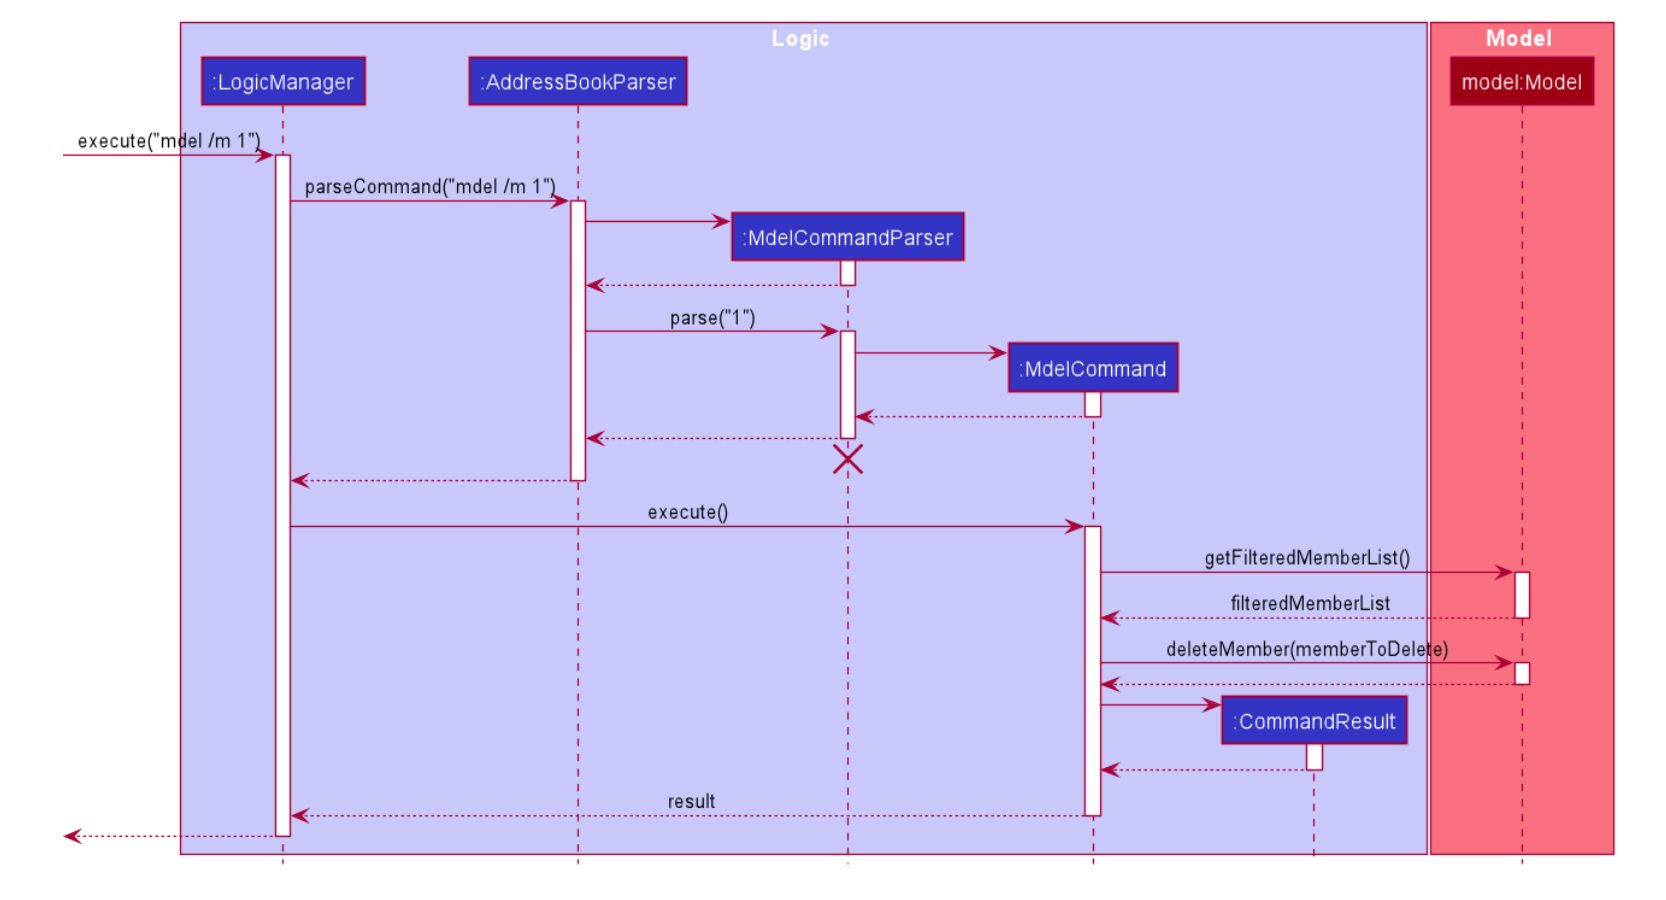 Logic
Model
:LogicManager
:AddressBookParser
model:Model
execute("mdel /m 1")
parseCommand("mdel /m 1")
:MdelCommandParser
parse("1")
:MdelCommand
execute()
getFilteredMemberList()
filteredMemberList
deleteMember(memberToDelete)
:CommandResult
result